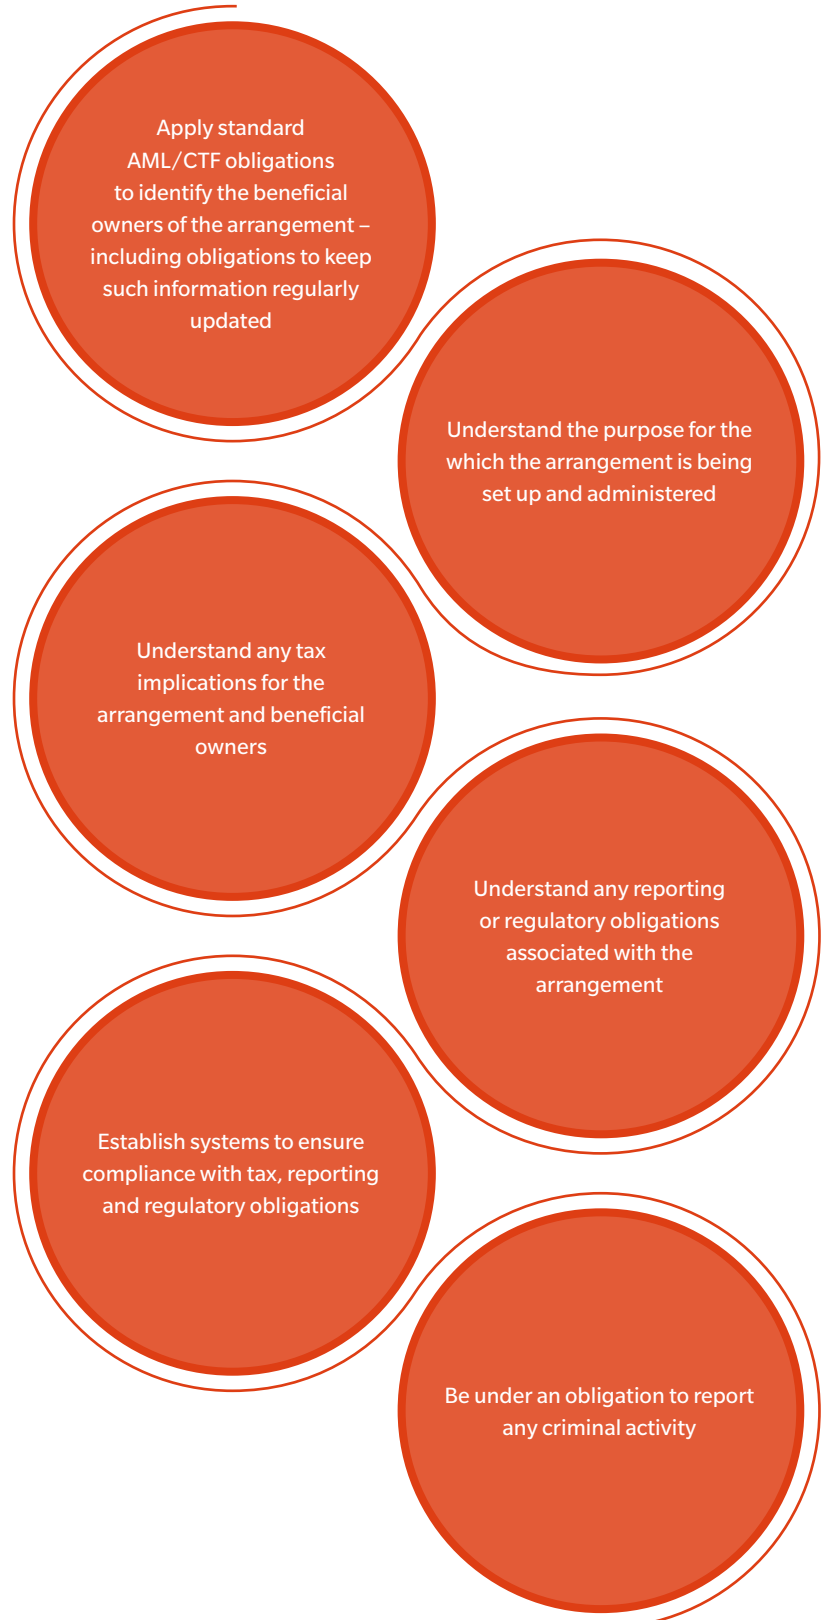 Apply standard
AML/CTF obligations
to identify the beneficial
owners of the arrangement –
including obligations to keep
such information regularly
updated
Understand the purpose for the
which the arrangement is being
set up and administered
Understand any tax
implications for the
arrangement and beneficial
owners
Understand any reporting
or regulatory obligations
associated with the
arrangement
Establish systems to ensure
compliance with tax, reporting
and regulatory obligations
Be under an obligation to report
any criminal activity